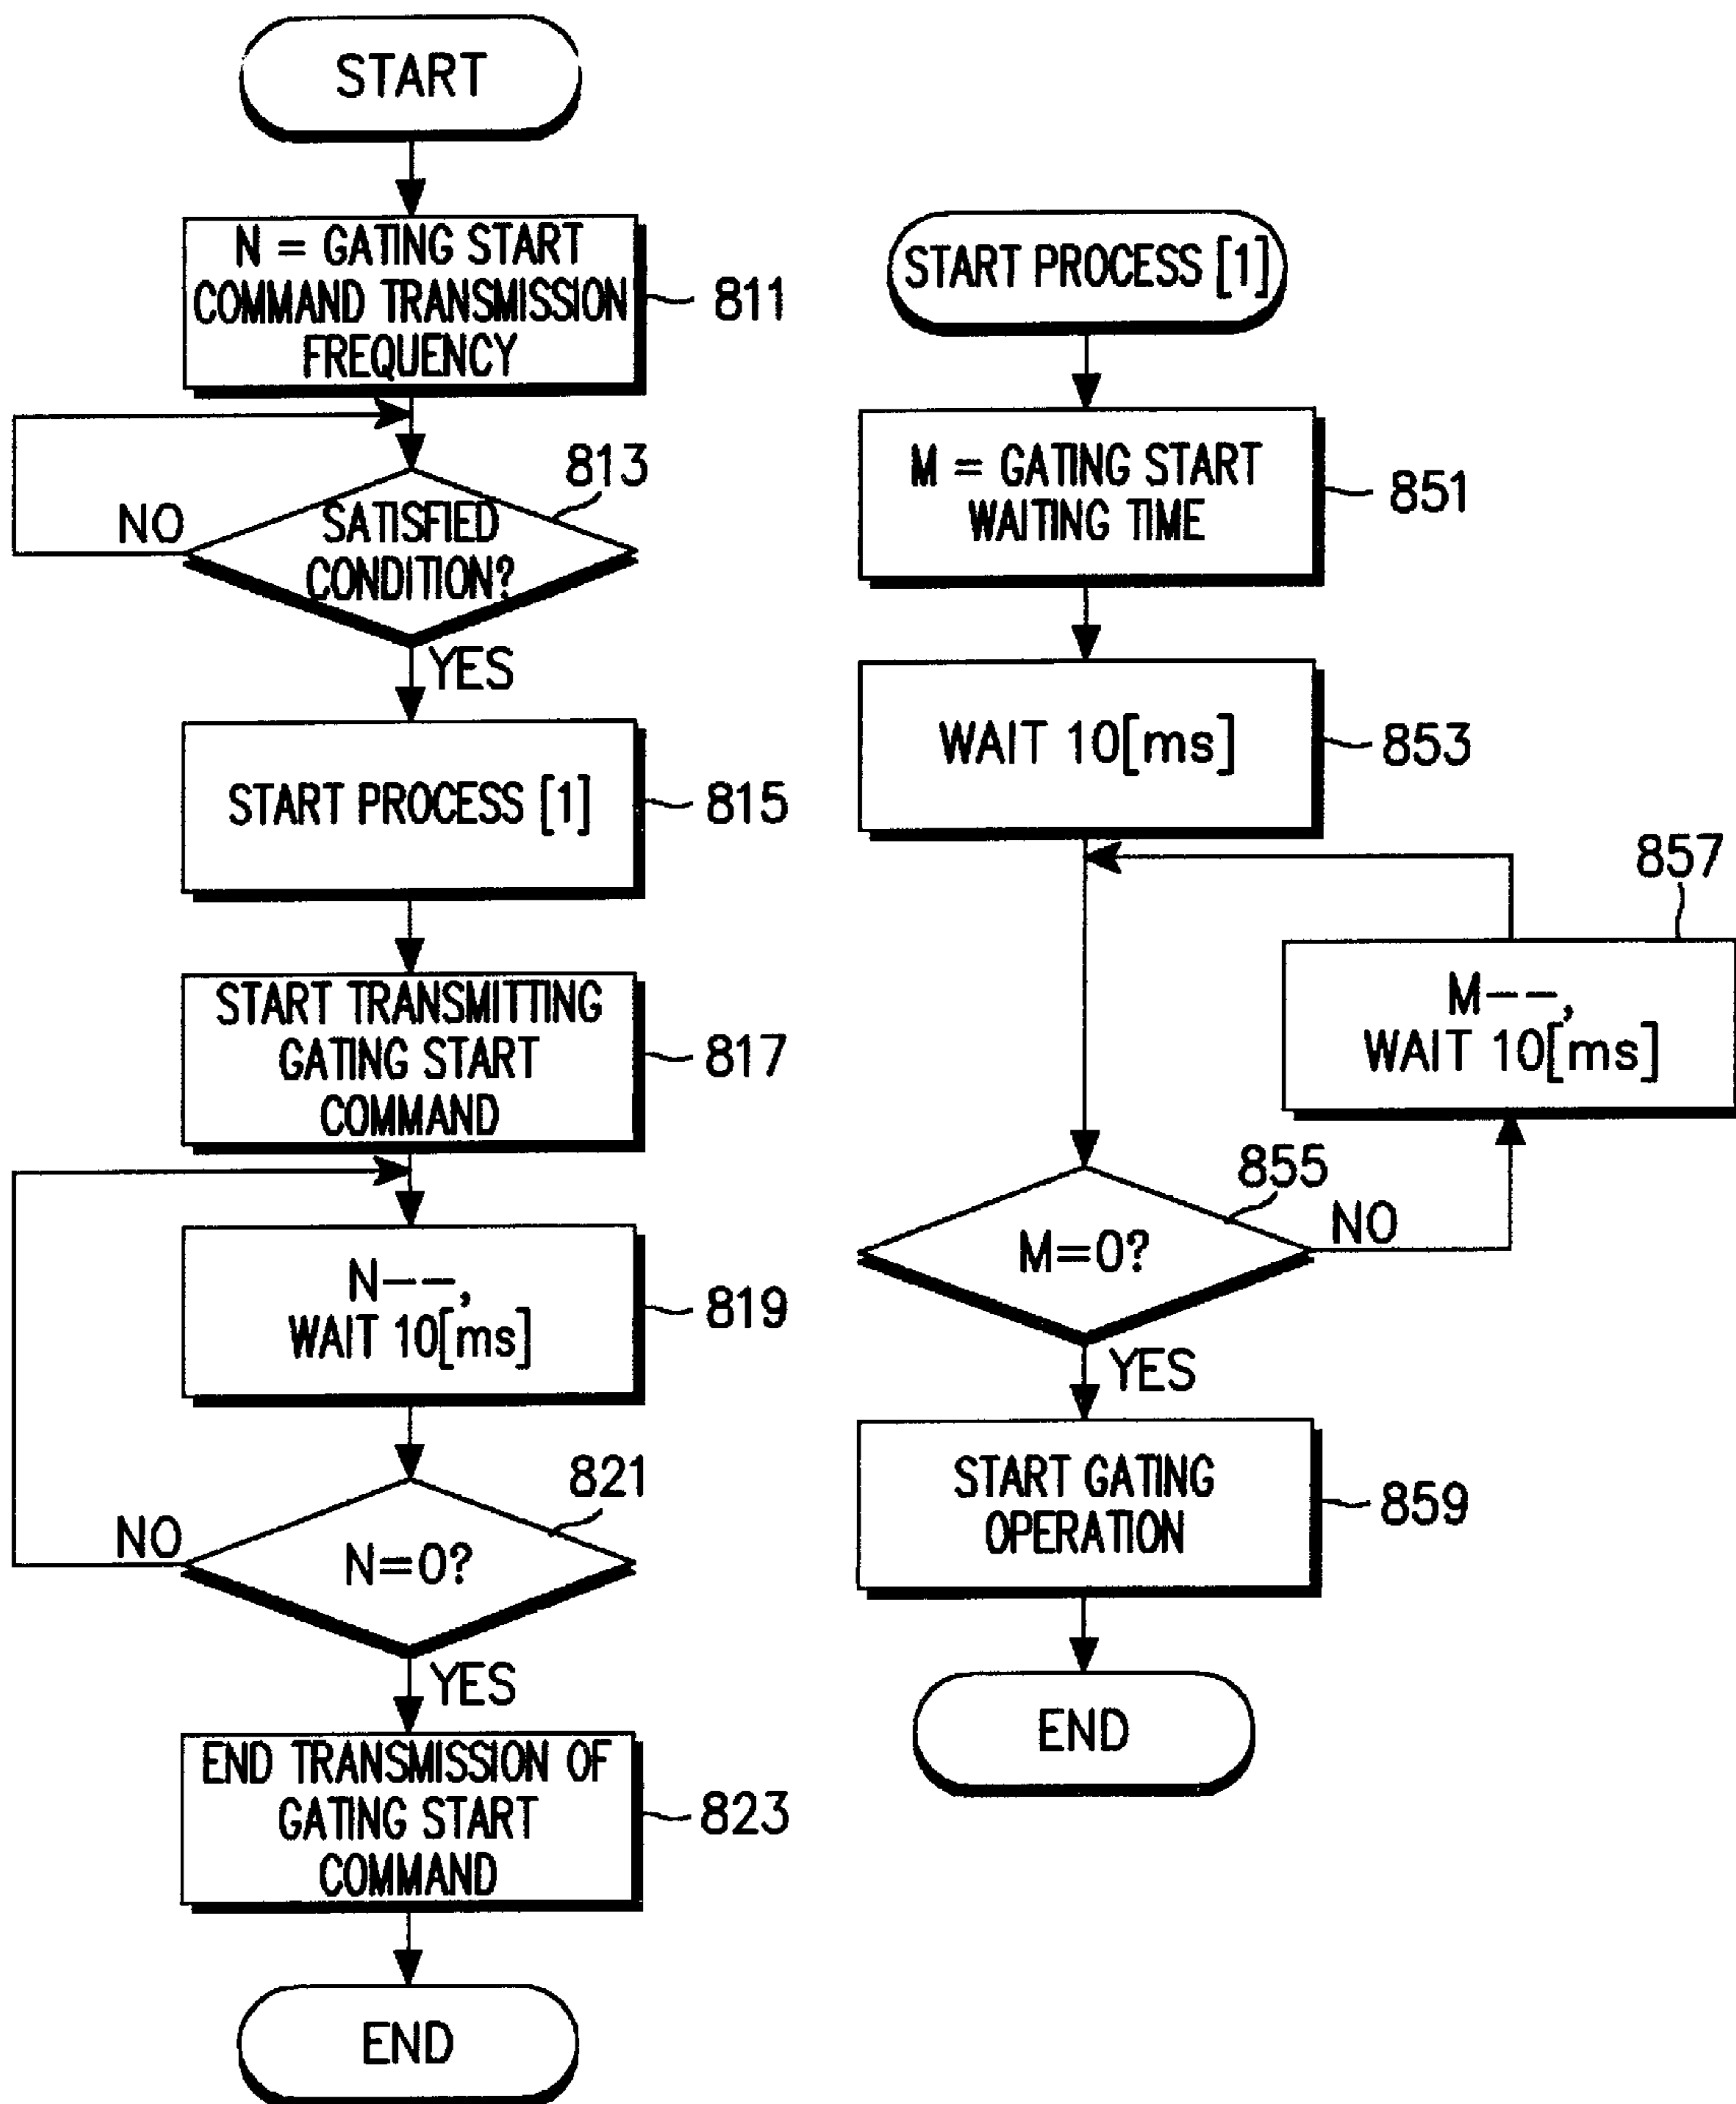 START
N = GATING START
COMMAND TRANSMISSION
FREQUENCY
811
813
SATISFIED
CONDITION?
NO
YES
START PROCESS [1]
815
START TRANSMITTING
GATING START
COMMAND
817
N--,
WAIT 10[ms]
819
821
N=0?
NO
YES
END TRANSMISSION OF
GATING START
COMMAND
823
END
START PROCESS [1]
M = GATING START
WAITING TIME
851
WAIT 10[ms]
853
857
M--,
WAIT 10[ms]
855
M=0?
NO
YES
START GATING
OPERATION
859
END